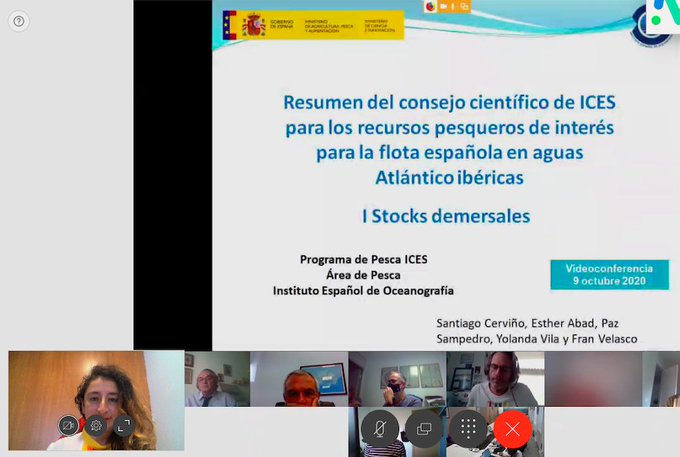 GOBIERNO
DE ESPAÑA
MINISTERIO
DE AGRICULTURA, PESCA
Y ALIMENTACIÓN
MINISTERIO
DE CIENCIA
E INNOVACIÓN
Resumen del consejo científico de ICES
para los recursos pesqueros de interés
para la flota española en aguas
Atlántico ibéricas
I Stocks demersales
Programa de Pesca ICES
Área de Pesca
Instituto Español de Oceanografía
Videoconferencia
9 octubre 2020
Santiago Cerviño, Esther Abad, Paz
Sampedro, Yolanda Vila y Fran Velasco